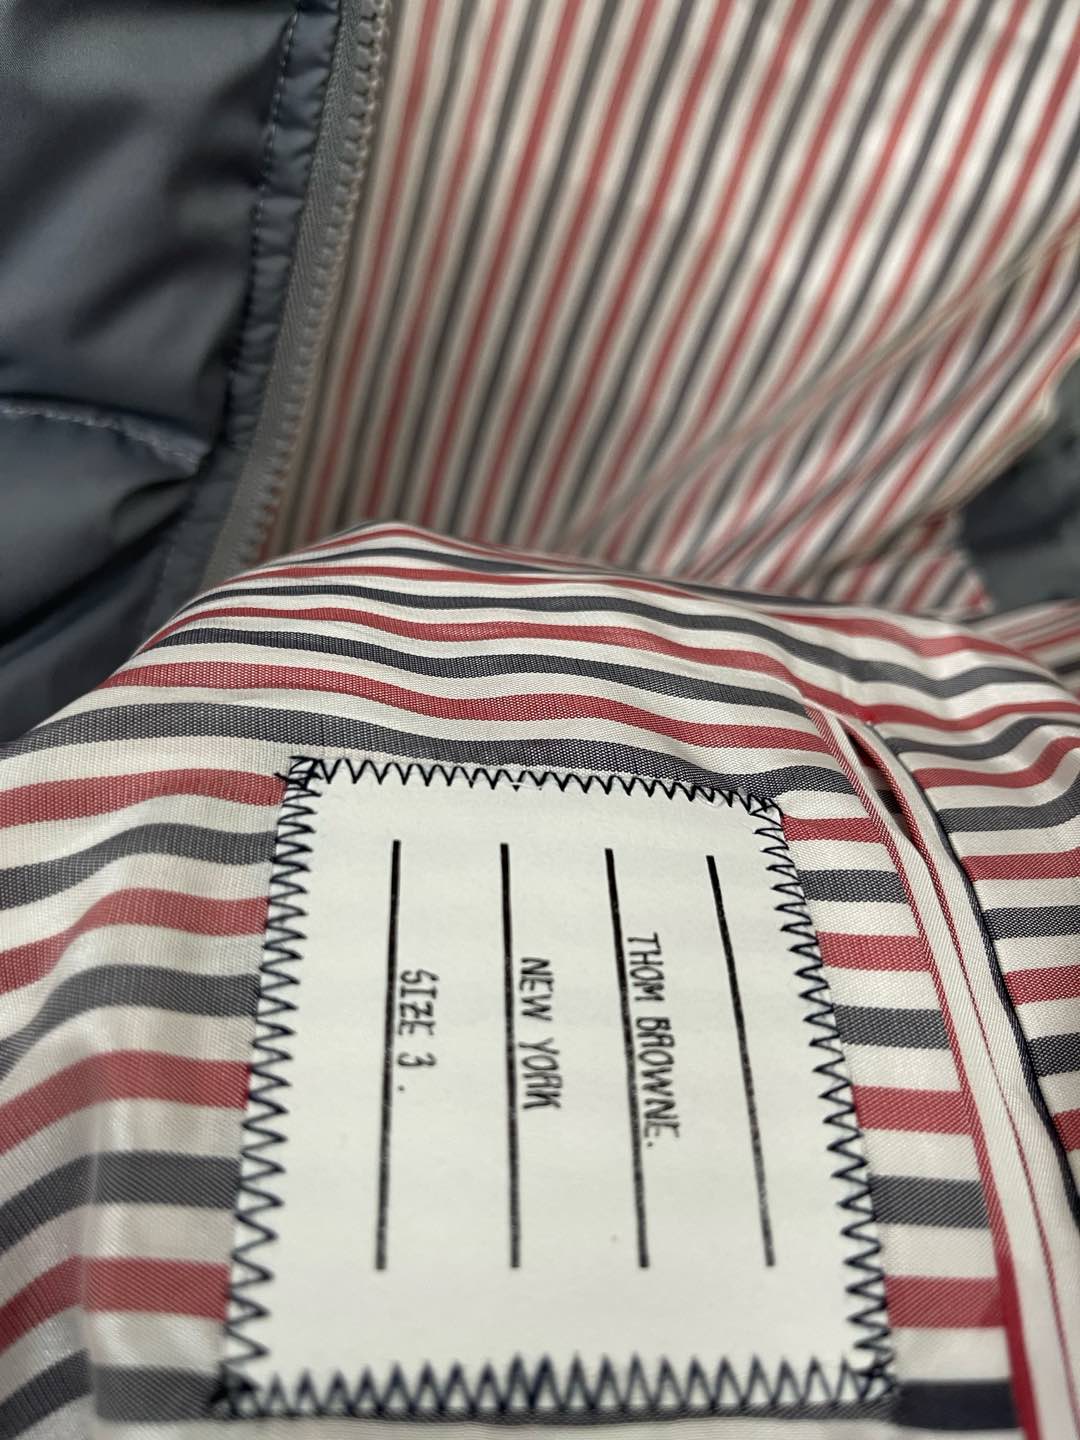 THOM BROWNE.
NEW YORK
SIZE 3.